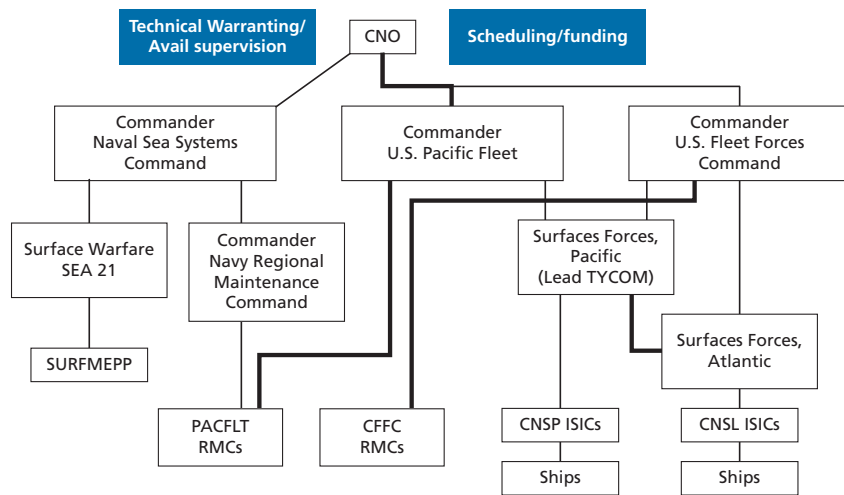 Technical Warranting/
Avail supervision
CNO
Scheduling/funding
Commander
Naval Sea Systems
Command
Commander
U.S. Pacific Fleet
Commander
U.S. Fleet Forces
Command
Surface Warfare
SEA 21
Commander
Navy Regional
Maintenance
Command
Surfaces Forces,
Pacific
(Lead TYCOM)
SURFMEPP
Surfaces Forces,
Atlantic
PACFLT
RMCs
CFFC
RMCs
CNSP ISICs
CNSL ISICs
Ships
Ships